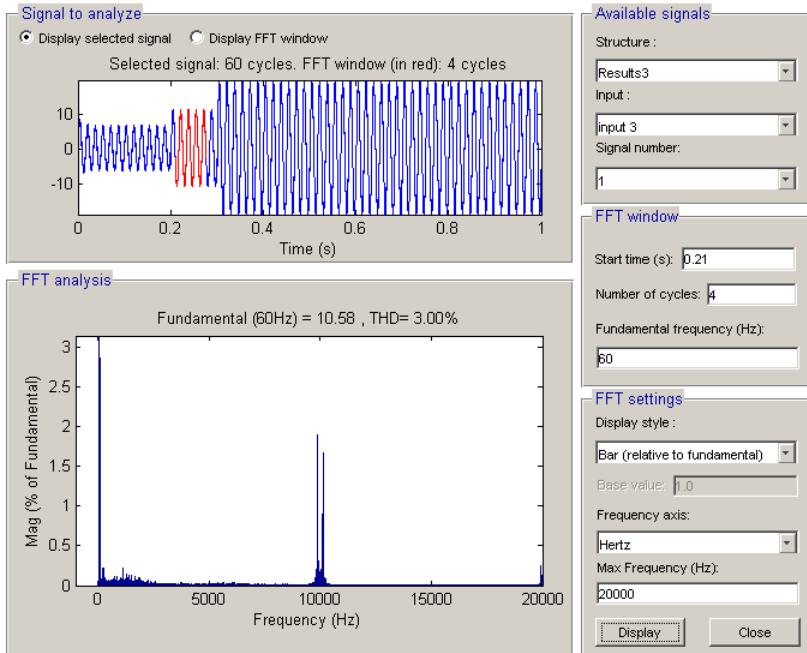 Signal to analyze
Display selected signal
Display FFT window
Selected signal: 60 cycles. FFT window (in red): 4 cycles
10
0
-10
0
0.2
0.4
0.6
0.8
1
Time (s)
FFT analysis
Fundamental (60Hz) = 10.58 , THD= 3.00%
3
2.5
2
1.5
1
0.5
0
Mag (% of Fundamental)
0
5000
10000
15000
20000
Frequency (Hz)
Available signals
Structure :
Results3
Input :
input 3
Signal number:
1
FFT window
Start time (s): 0.21
Number of cycles: 4
Fundamental frequency (Hz):
60
FFT settings
Display style :
Bar (relative to fundamental)
Base value: 1.0
Frequency axis:
Hertz
Max Frequency (Hz):
20000
Display
Close